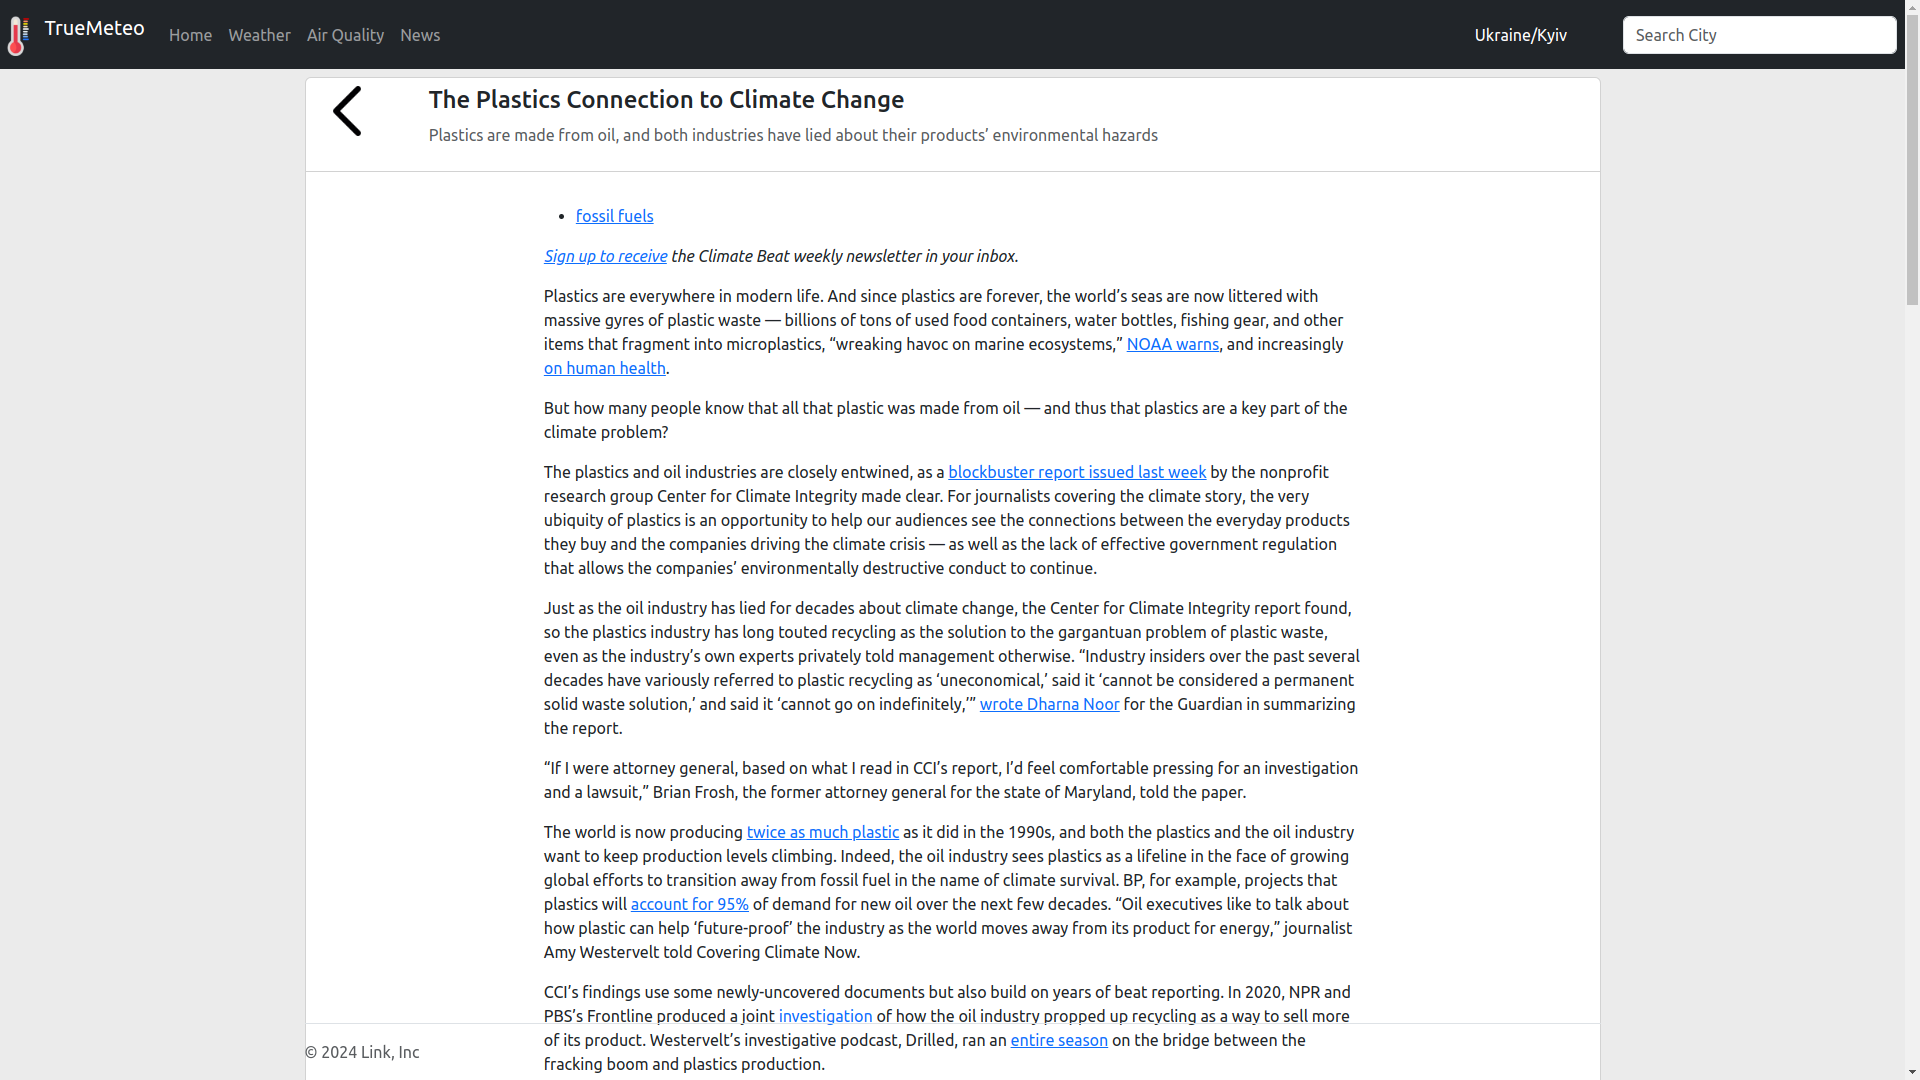 TrueMeteo
Home
Weather
Air Quality
News
Ukraine/Kyiv
Search City
The Plastics Connection to Climate Change
Plastics are made from oil, and both industries have lied about their products’ environmental hazards
• fossil fuels
Sign up to receive the Climate Beat weekly newsletter in your inbox.
Plastics are everywhere in modern life. And since plastics are forever, the world’s seas are now littered with
massive gyres of plastic waste — billions of tons of used food containers, water bottles, fishing gear, and other
items that fragment into microplastics, “wreaking havoc on marine ecosystems,” NOAA warns, and increasingly
on human health.
But how many people know that all that plastic was made from oil — and thus that plastics are a key part of the
climate problem?
The plastics and oil industries are closely entwined, as a blockbuster report issued last week by the nonprofit
research group Center for Climate Integrity made clear. For journalists covering the climate story, the very
ubiquity of plastics is an opportunity to help our audiences see the connections between the everyday products
they buy and the companies driving the climate crisis — as well as the lack of effective government regulation
that allows the companies’ environmentally destructive conduct to continue.
Just as the oil industry has lied for decades about climate change, the Center for Climate Integrity report found,
so the plastics industry has long touted recycling as the solution to the gargantuan problem of plastic waste,
even as the industry’s own experts privately told management otherwise. “Industry insiders over the past several
decades have variously referred to plastic recycling as ‘uneconomical,’ said it ‘cannot be considered a permanent
solid waste solution,’ and said it ‘cannot go on indefinitely,’” wrote Dharna Noor for the Guardian in summarizing
the report.
“If I were attorney general, based on what I read in CCI’s report, I’d feel comfortable pressing for an investigation
and a lawsuit,” Brian Frosh, the former attorney general for the state of Maryland, told the paper.
The world is now producing twice as much plastic as it did in the 1990s, and both the plastics and the oil industry
want to keep production levels climbing. Indeed, the oil industry sees plastics as a lifeline in the face of growing
global efforts to transition away from fossil fuel in the name of climate survival. BP, for example, projects that
plastics will account for 95% of demand for new oil over the next few decades. “Oil executives like to talk about
how plastic can help ‘future-proof’ the industry as the world moves away from its product for energy,” journalist
Amy Westervelt told Covering Climate Now.
CCI’s findings use some newly-uncovered documents but also build on years of beat reporting. In 2020, NPR and
PBS’s Frontline produced a joint investigation of how the oil industry propped up recycling as a way to sell more
of its product. Westervelt’s investigative podcast, Drilled, ran an entire season on the bridge between the
fracking boom and plastics production.
© 2024 Link, Inc